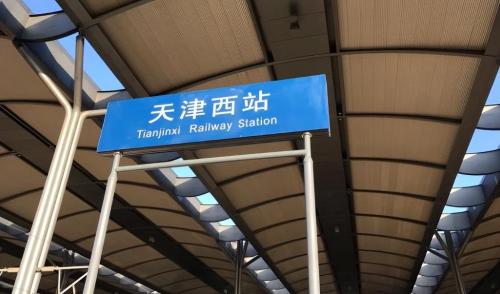 天津西站
Tianjinxi Railway Station